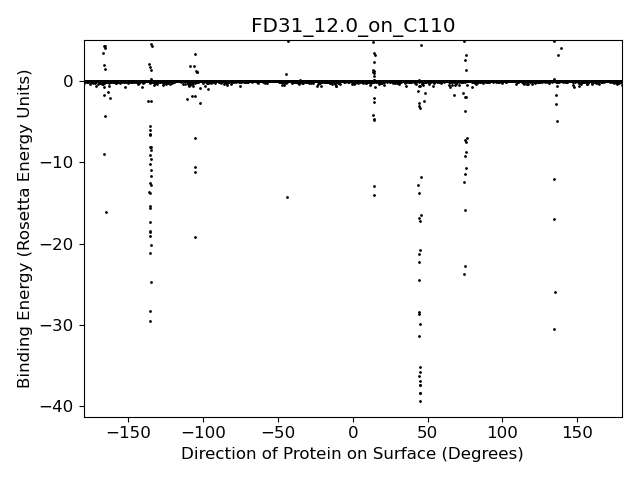 FD31_12.0_on_C110
Binding Energy (Rosetta Energy Units)
0
−10
−20
−30
−40
−150 −100 −50 0 50 100 150
Direction of Protein on Surface (Degrees)